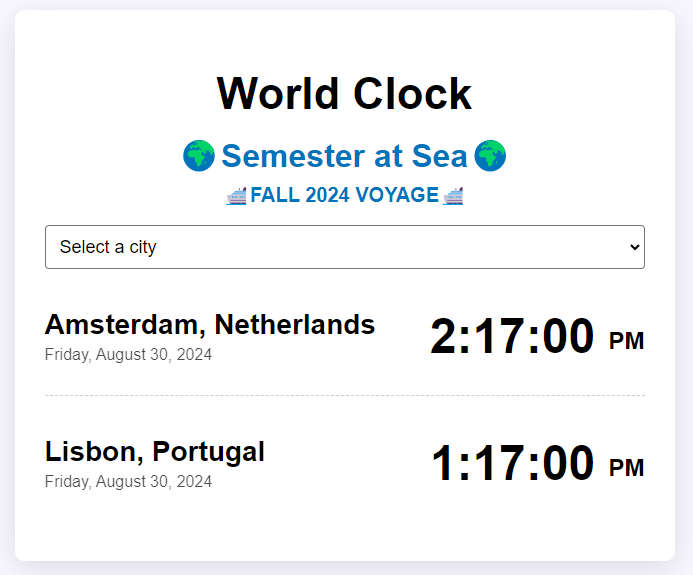 World Clock
🌍 Semester at Sea 🌍
🛳️ FALL 2024 VOYAGE 🛳️
Select a city
Amsterdam, Netherlands
2:17:00 PM
Friday, August 30, 2024
Lisbon, Portugal
1:17:00 PM
Friday, August 30, 2024